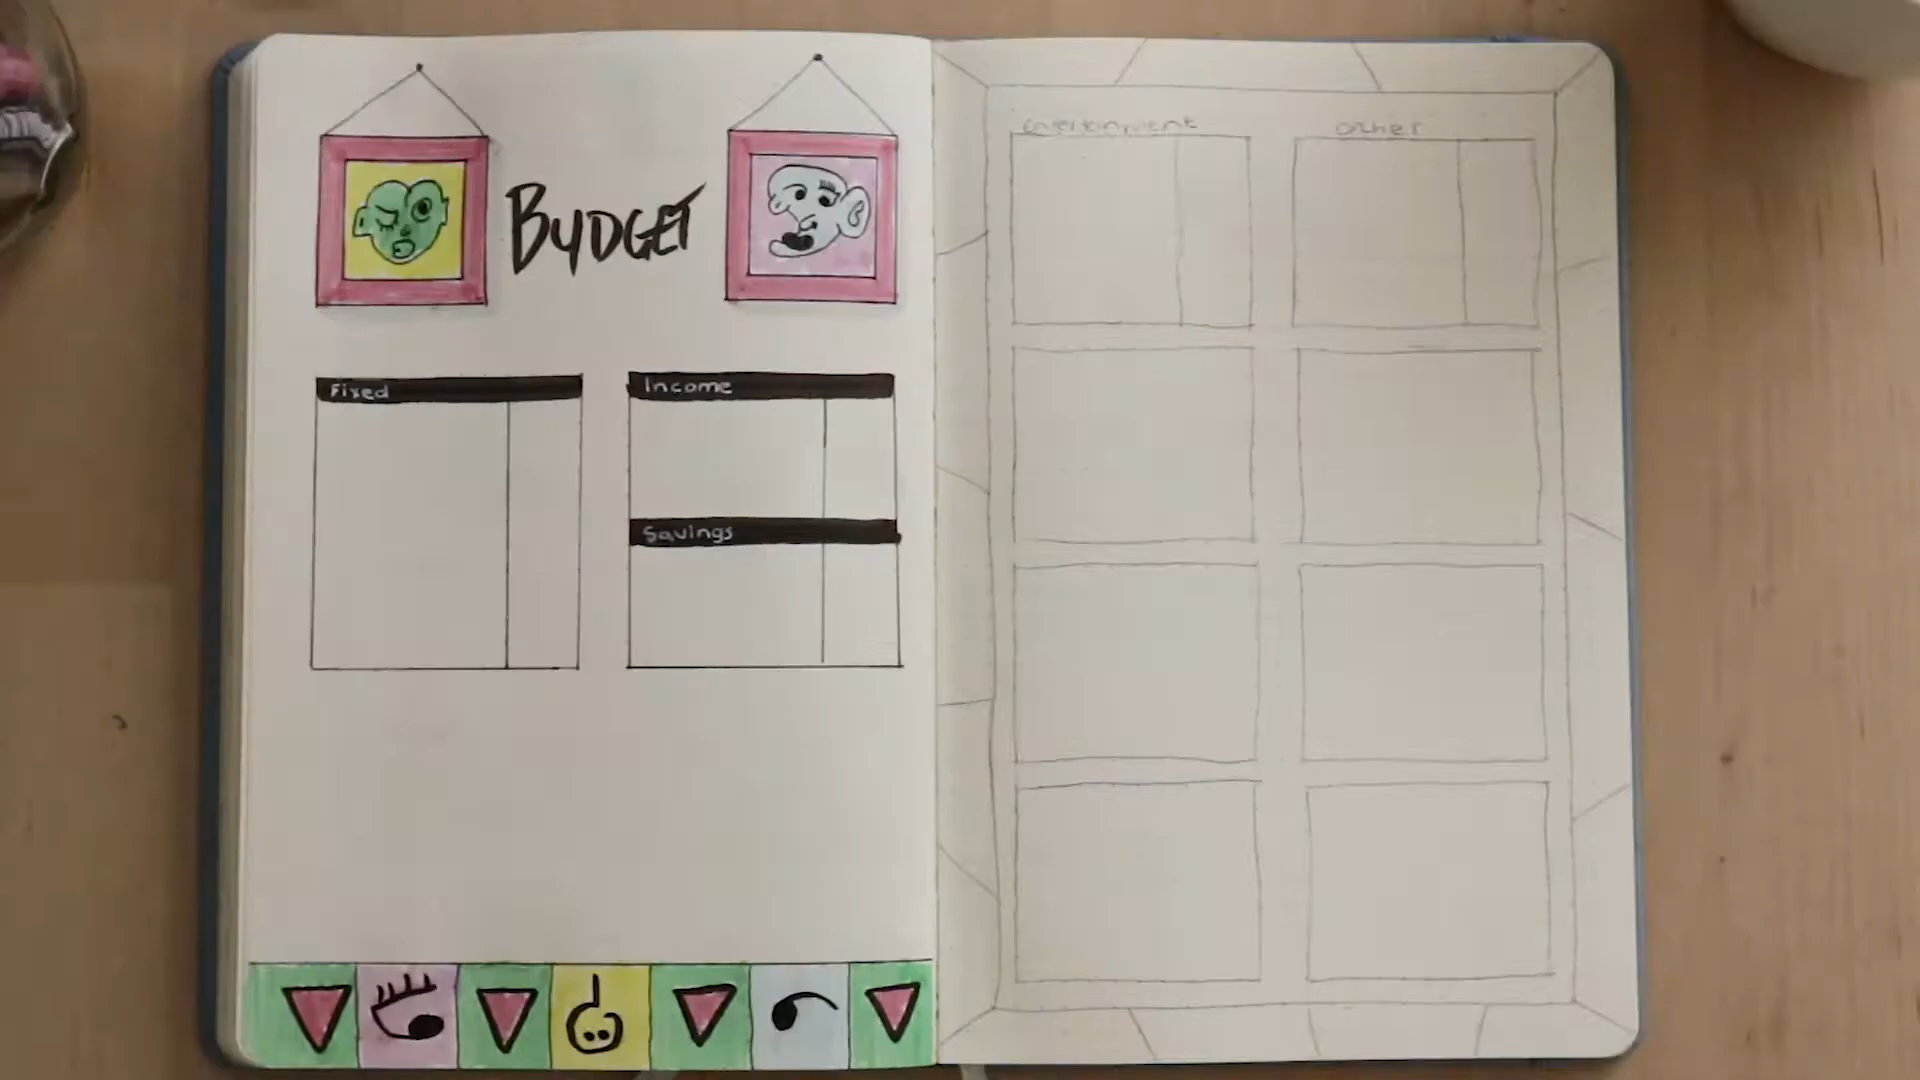 BUDGET
Fixed
Income
Savings
entertainment
other